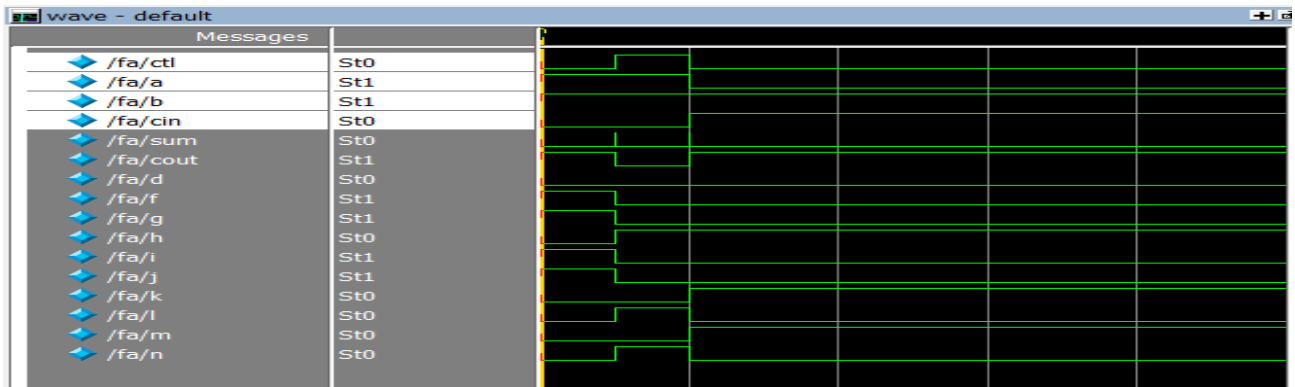 wave - default
Messages
/fa/ctl St0
/fa/a St1
/fa/b St1
/fa/cin St0
/fa/sum St0
/fa/cout St1
/fa/d St0
/fa/f St1
/fa/g St1
/fa/h St0
/fa/i St1
/fa/j St1
/fa/k St0
/fa/l St0
/fa/m St0
/fa/n St0